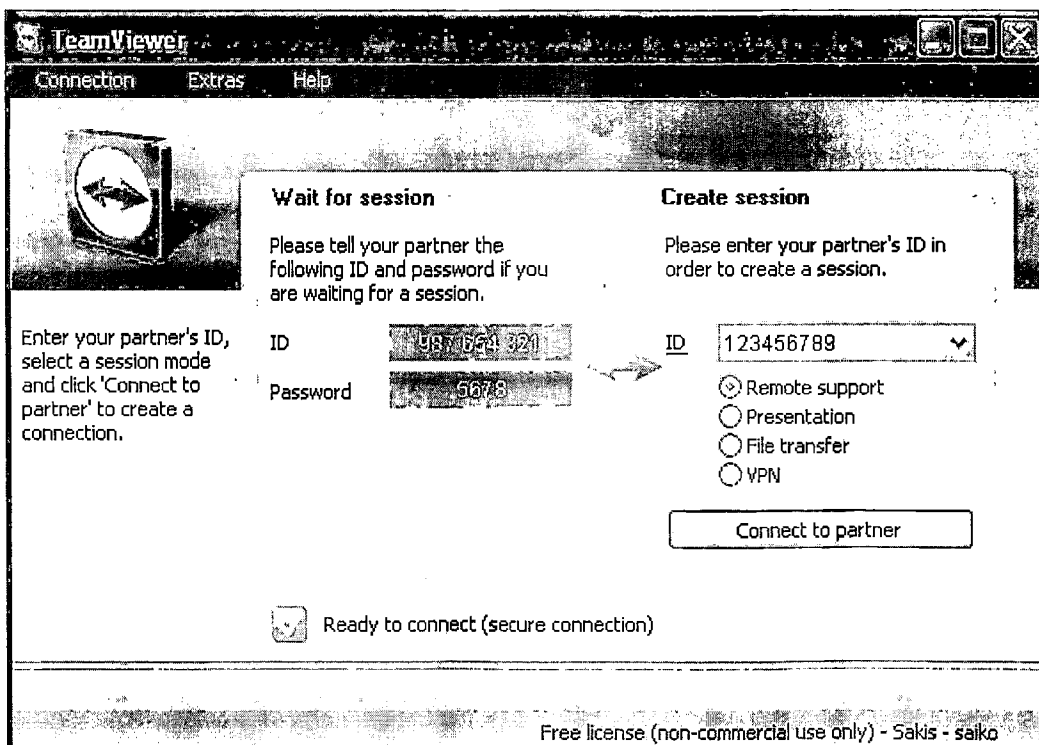 TeamViewer
Connection Extras Help
Wait for session
Please tell your partner the
following ID and password if you
are waiting for a session.
ID 987 654 321
Password 5678
Create session
Please enter your partner's ID in
order to create a session.
ID 123456789
Remote support
Presentation
File transfer
VPN
Connect to partner
Enter your partner's ID,
select a session mode
and click 'Connect to
partner' to create a
connection.
Ready to connect (secure connection)
Free license (non-commercial use only) - Sakis - saiko